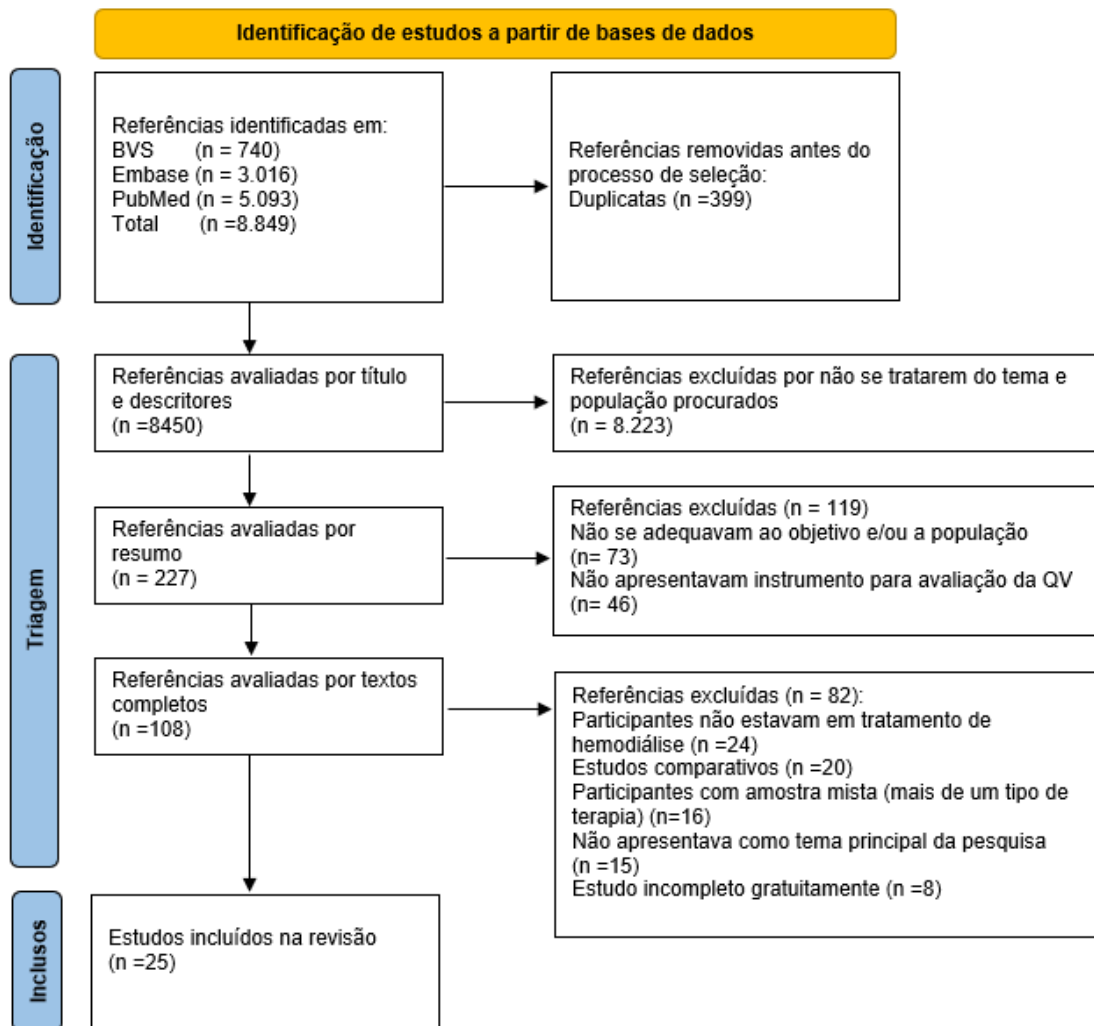 Identificação de estudos a partir de bases de dados
Identificação
Referências identificadas em:
BVS (n = 740)
Embase (n = 3.016)
PubMed (n = 5.093)
Total (n =8.849)
Referências removidas antes do
processo de seleção:
Duplicatas (n =399)
Triagem
Referências avaliadas por título
e descritores
(n =8450)
Referências excluídas por não se tratarem do tema e
população procurados
(n = 8.223)
Referências avaliadas por
resumo
(n = 227)
Referências excluídas (n = 119)
Não se adequavam ao objetivo e/ou a população
(n= 73)
Não apresentavam instrumento para avaliação da QV
(n= 46)
Referências avaliadas por textos
completos
(n =108)
Referências excluídas (n = 82):
Participantes não estavam em tratamento de
hemodiálise (n =24)
Estudos comparativos (n =20)
Participantes com amostra mista (mais de um tipo de
terapia) (n=16)
Não apresentava como tema principal da pesquisa
(n =15)
Estudo incompleto gratuitamente (n =8)
Inclusos
Estudos incluídos na revisão
(n =25)